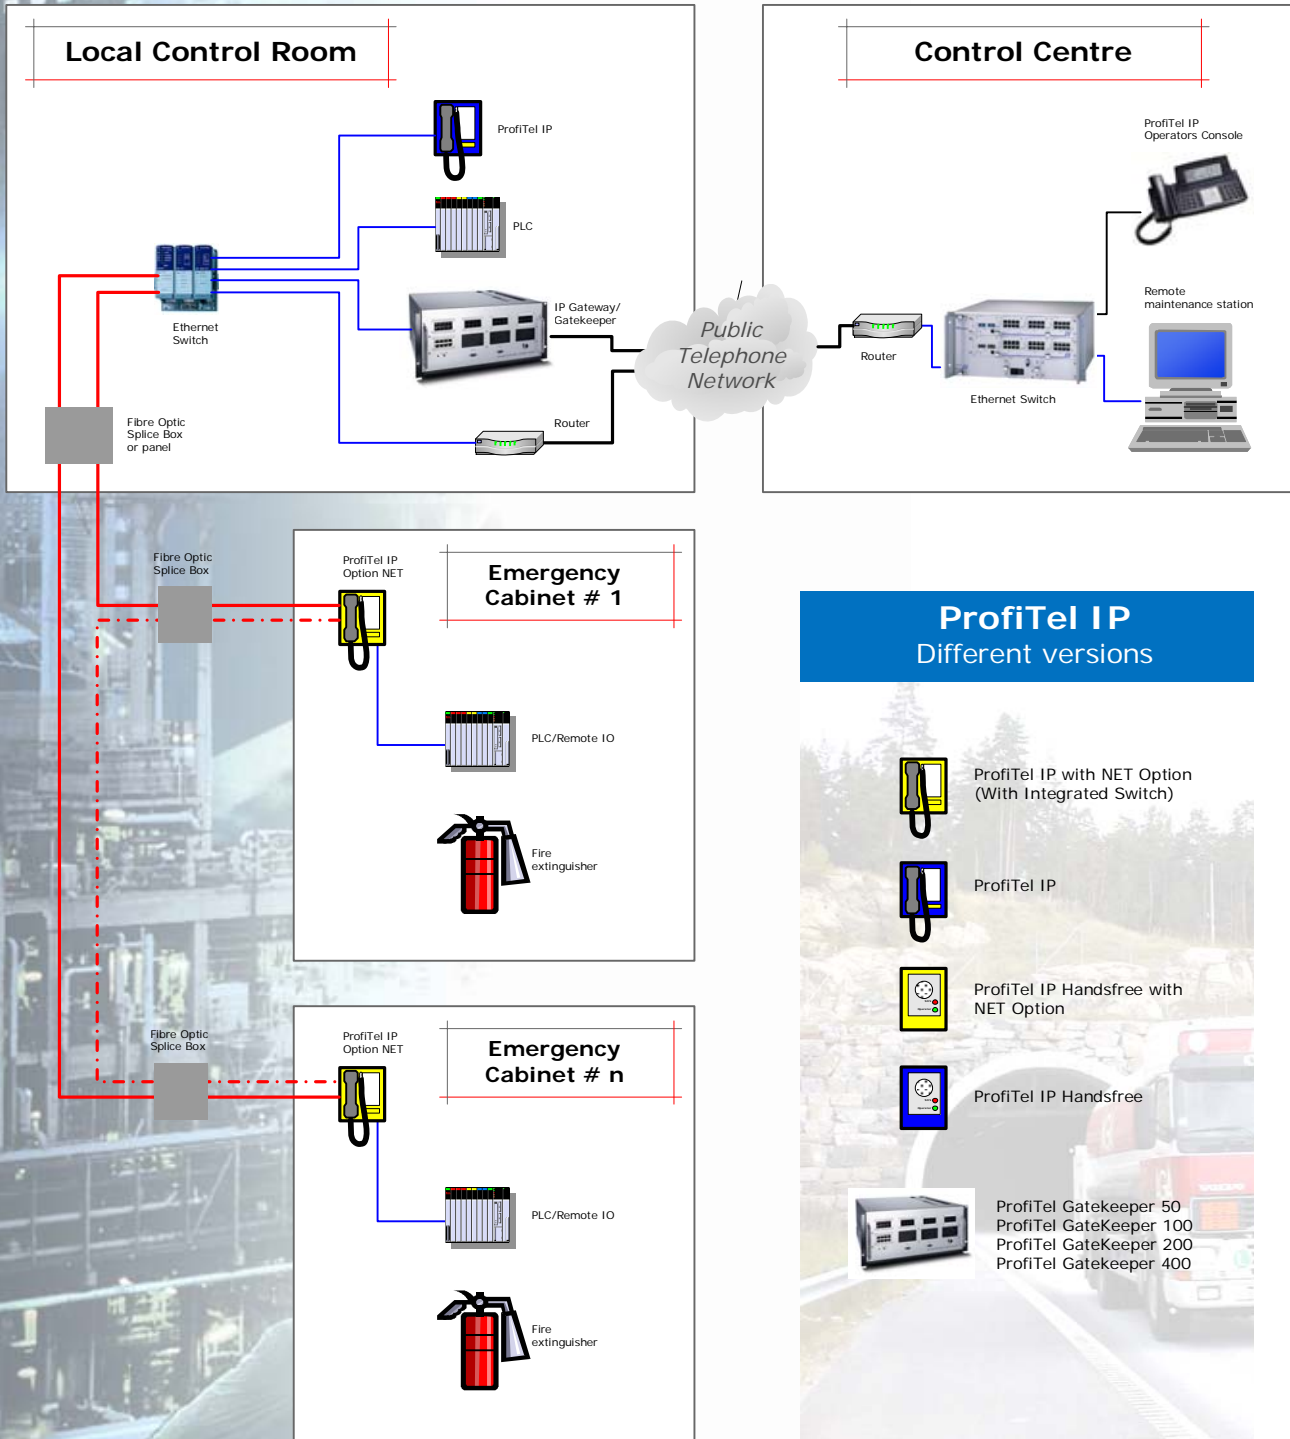 Local Control Room
ProfiTel IP
PLC
IP Gateway/
Gatekeeper
Ethernet
Switch
Fibre Optic
Splice Box
or panel
Router
Public
Telephone
Network
Control Centre
ProfiTel IP
Operators Console
Remote
maintenance station
Router
Ethernet Switch
Fibre Optic
Splice Box
ProfiTel IP
Option NET
Emergency
Cabinet # 1
PLC/Remote IO
Fire
extinguisher
Fibre Optic
Splice Box
ProfiTel IP
Option NET
Emergency
Cabinet # n
PLC/Remote IO
Fire
extinguisher
ProfiTel IP
Different versions
ProfiTel IP with NET Option
(With Integrated Switch)
ProfiTel IP
ProfiTel IP Handsfree with
NET Option
ProfiTel IP Handsfree
ProfiTel Gatekeeper 50
ProfiTel GateKeeper 100
ProfiTel GateKeeper 200
ProfiTel Gatekeeper 400
VOLVO